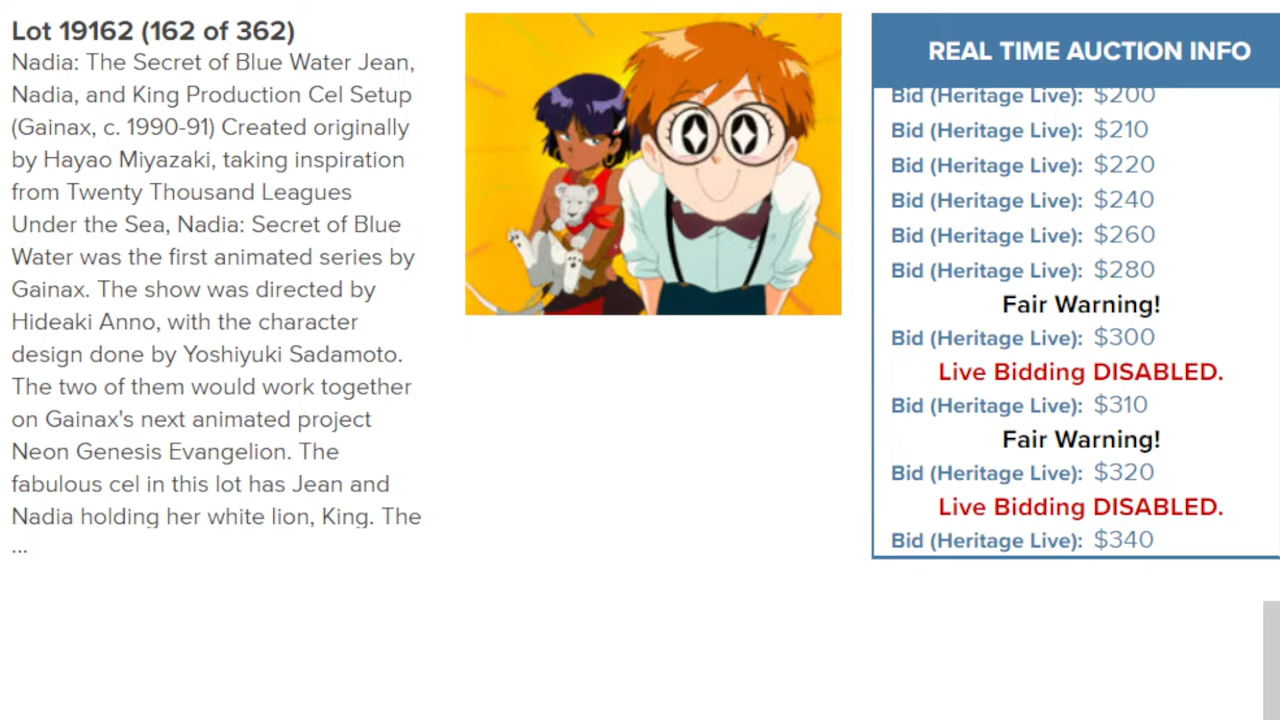 Lot 19162 (162 of 362)
Nadia: The Secret of Blue Water Jean,
Nadia, and King Production Cel Setup
(Gainax, c. 1990-91) Created originally
by Hayao Miyazaki, taking inspiration
from Twenty Thousand Leagues
Under the Sea, Nadia: Secret of Blue
Water was the first animated series by
Gainax. The show was directed by
Hideaki Anno, with the character
design done by Yoshiyuki Sadamoto.
The two of them would work together
on Gainax's next animated project
Neon Genesis Evangelion. The
fabulous cel in this lot has Jean and
Nadia holding her white lion, King. The
...
REAL TIME AUCTION INFO
Bid (Heritage Live): $200
Bid (Heritage Live): $210
Bid (Heritage Live): $220
Bid (Heritage Live): $240
Bid (Heritage Live): $260
Bid (Heritage Live): $280
Fair Warning!
Bid (Heritage Live): $300
Live Bidding DISABLED.
Bid (Heritage Live): $310
Fair Warning!
Bid (Heritage Live): $320
Live Bidding DISABLED.
Bid (Heritage Live): $340